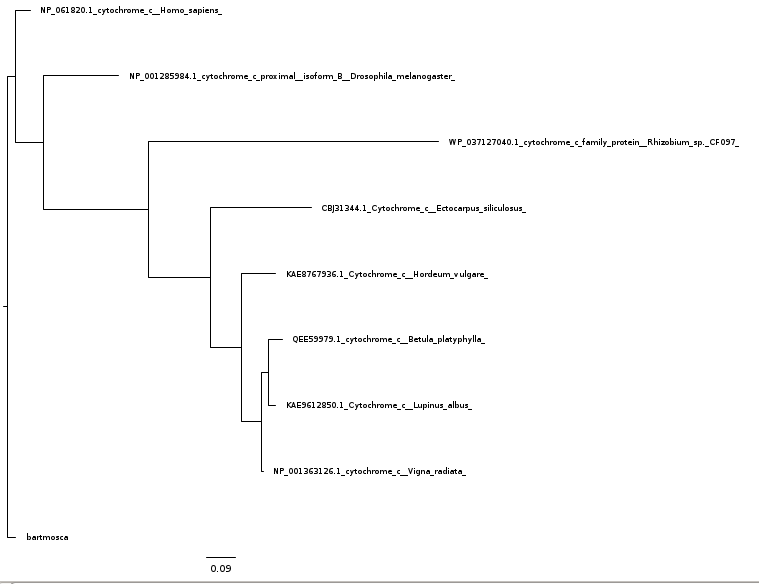 NP_061820.1_cytochrome_c__Homo_sapiens_
NP_001285984.1_cytochrome_c_proximal__isoform_B__Drosophila_melanogaster_
WP_037127040.1_cytochrome_c_family_protein__Rhizobium_sp._CF097_
CBJ31344.1_Cytochrome_c__Ectocarpus_siliculosus_
KAE8767936.1_Cytochrome_c__Hordeum_vulgare_
QEE59979.1_cytochrome_c__Betula_platyphylla_
KAE9612850.1_Cytochrome_c__Lupinus_albus_
NP_001363126.1_cytochrome_c__Vigna_radiata_
bartmosca
0.09